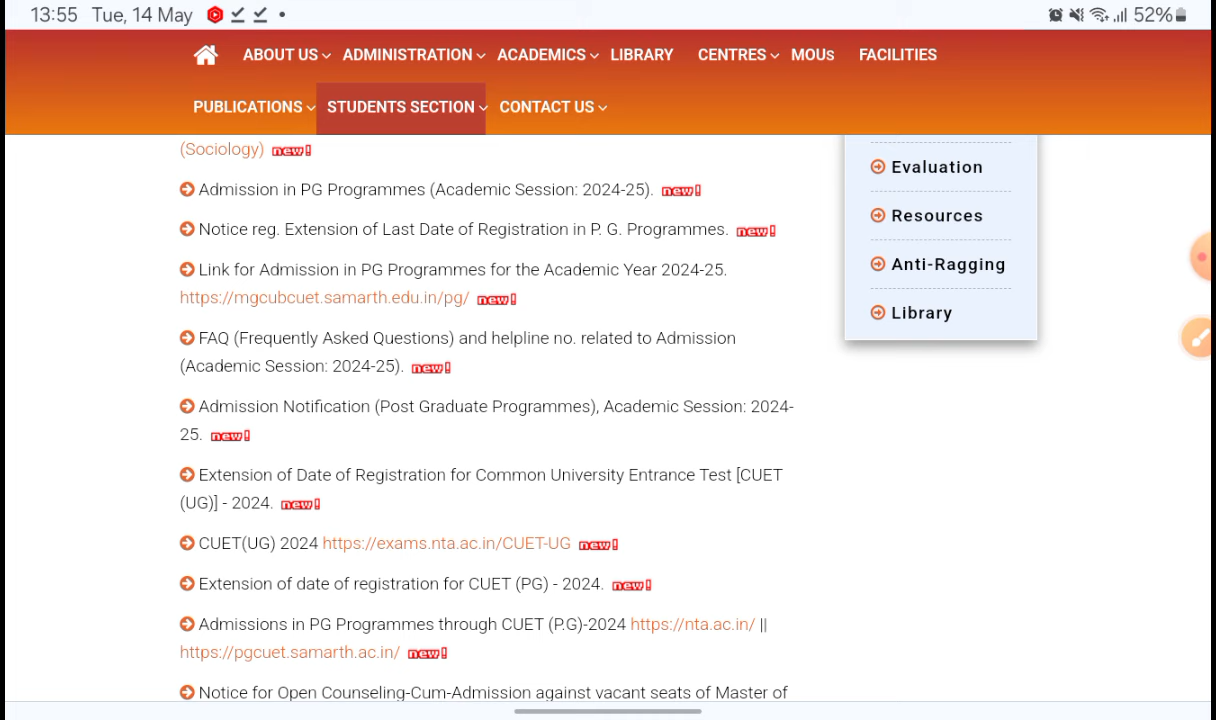 13:55 Tue, 14 May
52%
ABOUT US ADMINISTRATION ACADEMICS LIBRARY CENTRES MOUs FACILITIES
PUBLICATIONS STUDENTS SECTION CONTACT US
(Sociology) new!
Admission in PG Programmes (Academic Session: 2024-25). new!
Notice reg. Extension of Last Date of Registration in P. G. Programmes. new!
Link for Admission in PG Programmes for the Academic Year 2024-25.
https://mgcubcuet.samarth.edu.in/pg/ new!
FAQ (Frequently Asked Questions) and helpline no. related to Admission
(Academic Session: 2024-25). new!
Admission Notification (Post Graduate Programmes), Academic Session: 2024-
25. new!
Extension of Date of Registration for Common University Entrance Test [CUET
(UG)] - 2024. new!
CUET(UG) 2024 https://exams.nta.ac.in/CUET-UG new!
Extension of date of registration for CUET (PG) - 2024. new!
Admissions in PG Programmes through CUET (P.G)-2024 https://nta.ac.in/ ||
https://pgcuet.samarth.ac.in/ new!
Notice for Open Counseling-Cum-Admission against vacant seats of Master of
Evaluation
Resources
Anti-Ragging
Library